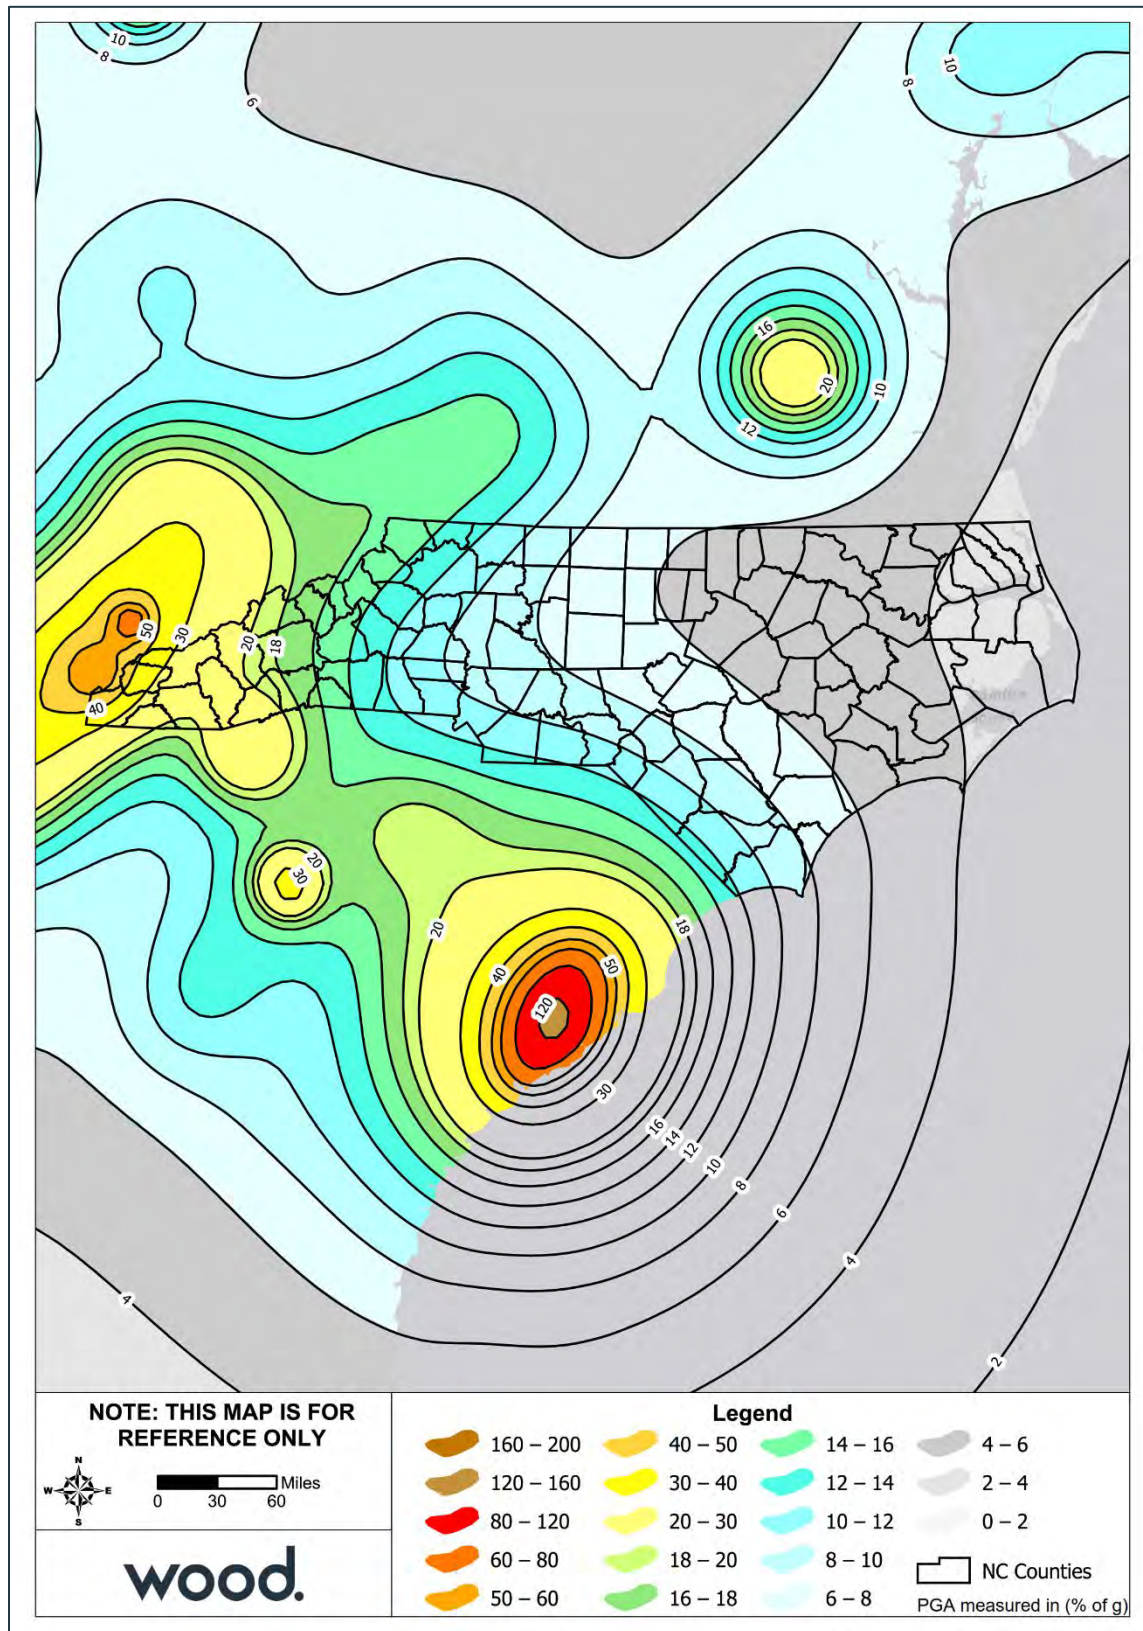 10
8
6
8
10
16
20
10
12
50
30
20
18
40
20
30
20
18
40
50
120
30
16
14
12
10
8
6
4
4
2
NOTE: THIS MAP IS FOR
REFERENCE ONLY
N
W E
S
Miles
0 30 60
wood.
Legend
160 – 200
120 – 160
80 – 120
60 – 80
50 – 60
40 – 50
30 – 40
20 – 30
18 – 20
16 – 18
14 – 16
12 – 14
10 – 12
8 – 10
6 – 8
4 – 6
2 – 4
0 – 2
NC Counties
PGA measured in (% of g)